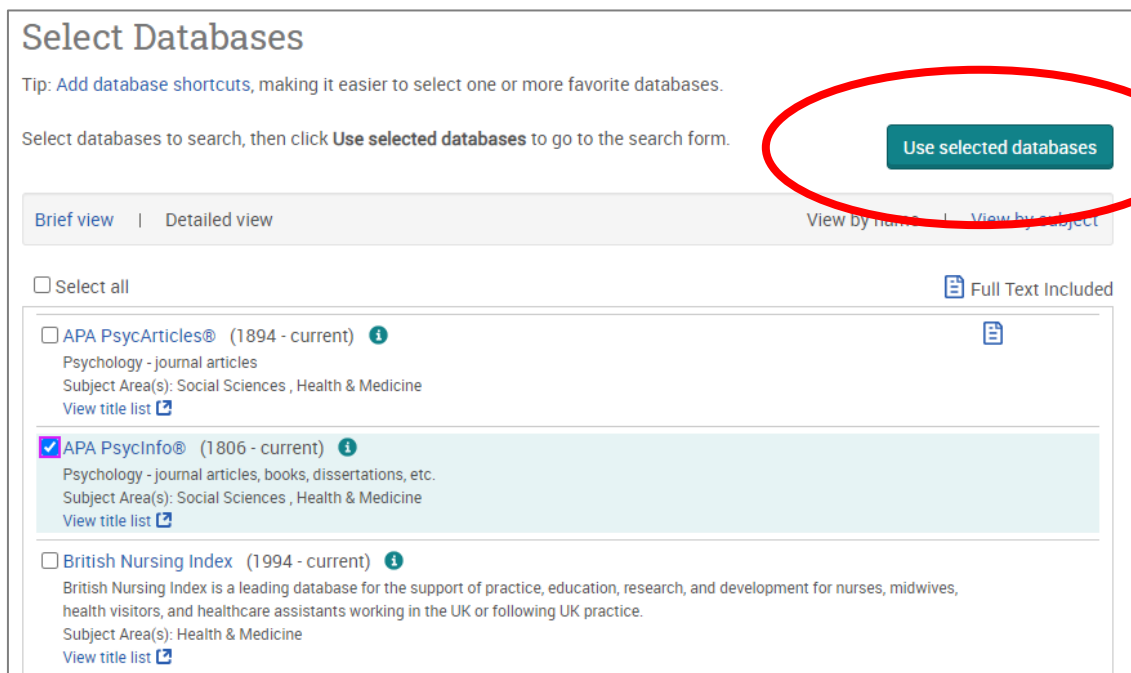 Select Databases
Tip: Add database shortcuts, making it easier to select one or more favorite databases.
Select databases to search, then click Use selected databases to go to the search form.
Use selected databases
Brief view | Detailed view
View by name | View by subject
Select all
Full Text Included
APA PsycArticles® (1894 - current)
Psychology - journal articles
Subject Area(s): Social Sciences , Health & Medicine
View title list
APA PsycInfo® (1806 - current)
Psychology - journal articles, books, dissertations, etc.
Subject Area(s): Social Sciences , Health & Medicine
View title list
British Nursing Index (1994 - current)
British Nursing Index is a leading database for the support of practice, education, research, and development for nurses, midwives,
health visitors, and healthcare assistants working in the UK or following UK practice.
Subject Area(s): Health & Medicine
View title list